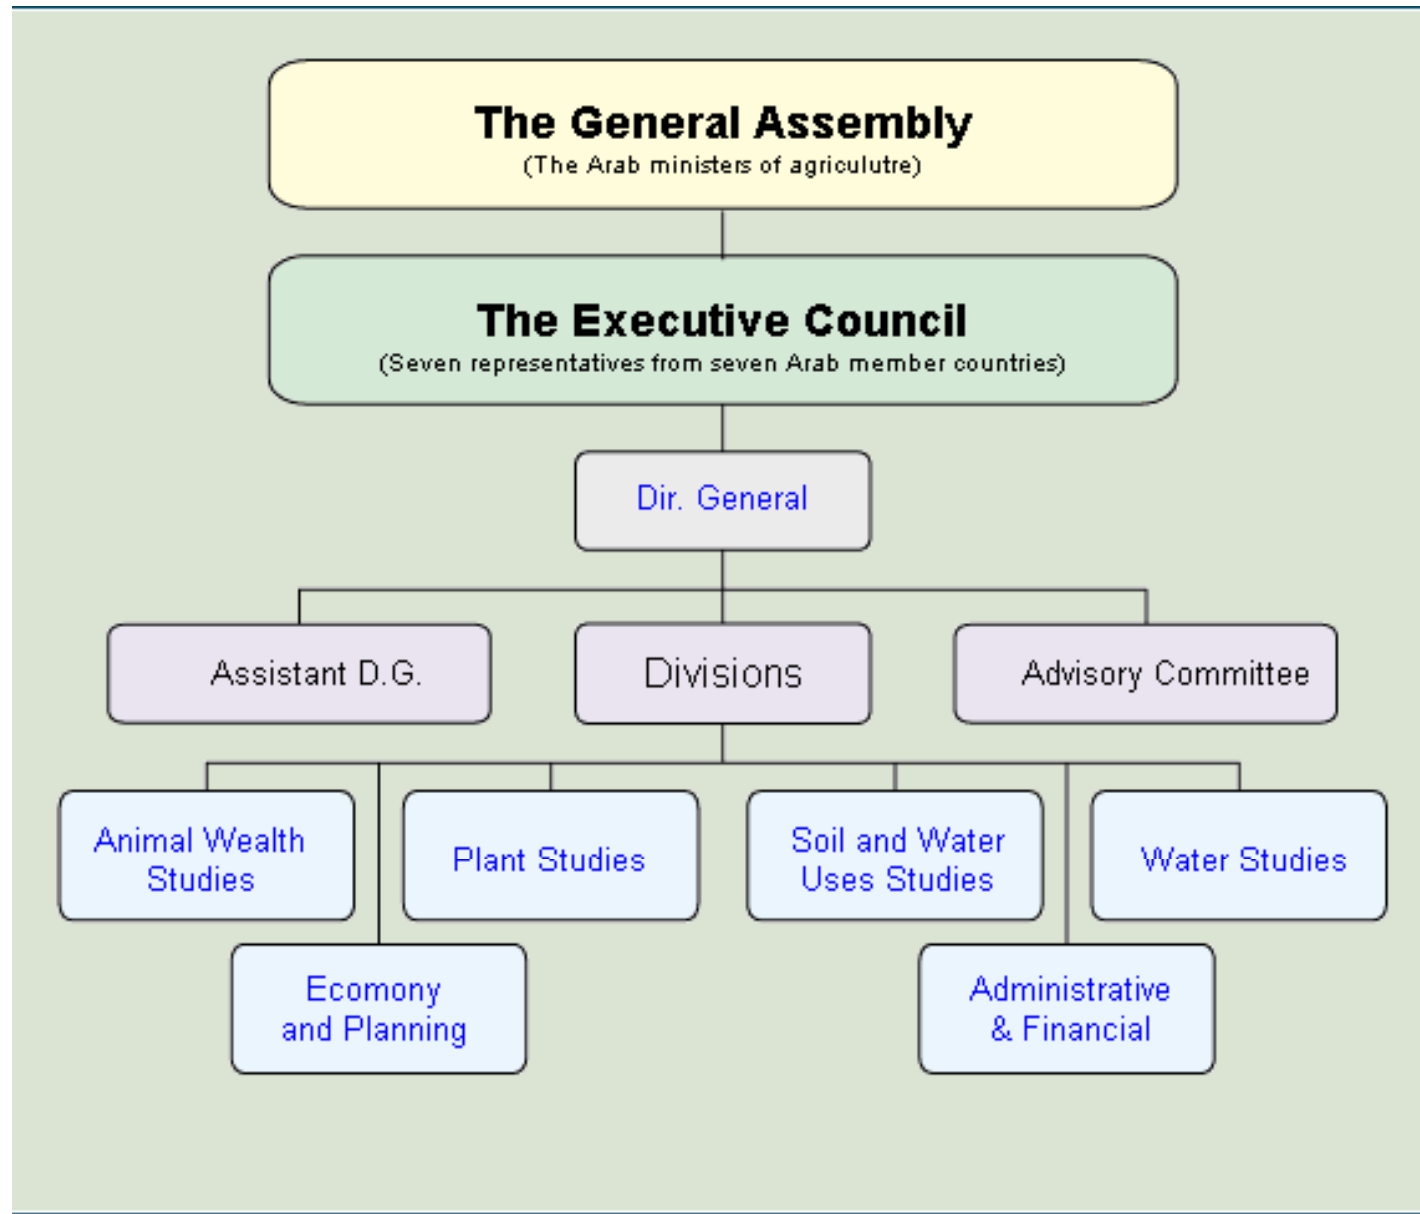 The General Assembly
(The Arab ministers of agriculutre)
The Executive Council
(Seven representatives from seven Arab member countries)
Dir. General
Assistant D.G.
Divisions
Advisory Committee
Animal Wealth
Studies
Plant Studies
Soil and Water
Uses Studies
Water Studies
Ecomony
and Planning
Administrative
& Financial